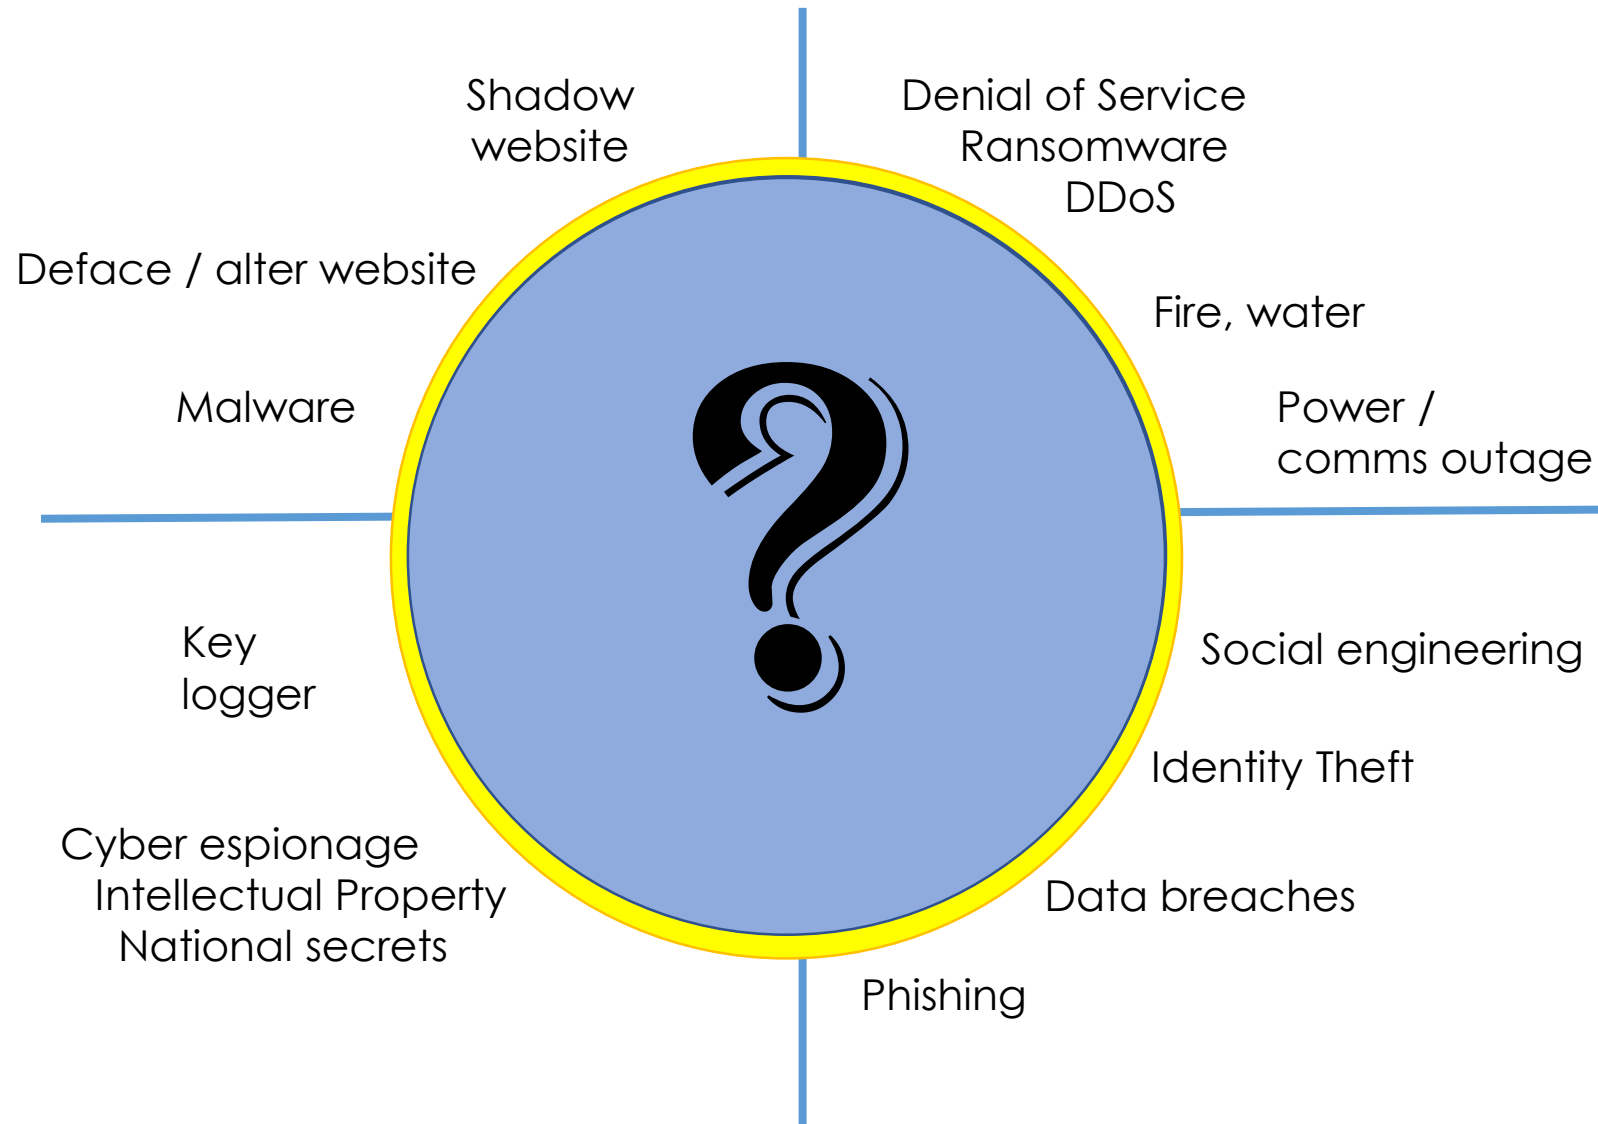 Shadow
website
Denial of Service
Ransomware
DDoS
Deface / alter website
Fire, water
Malware
Power /
comms outage
?
Key
logger
Social engineering
Identity Theft
Cyber espionage
Intellectual Property
National secrets
Data breaches
Phishing